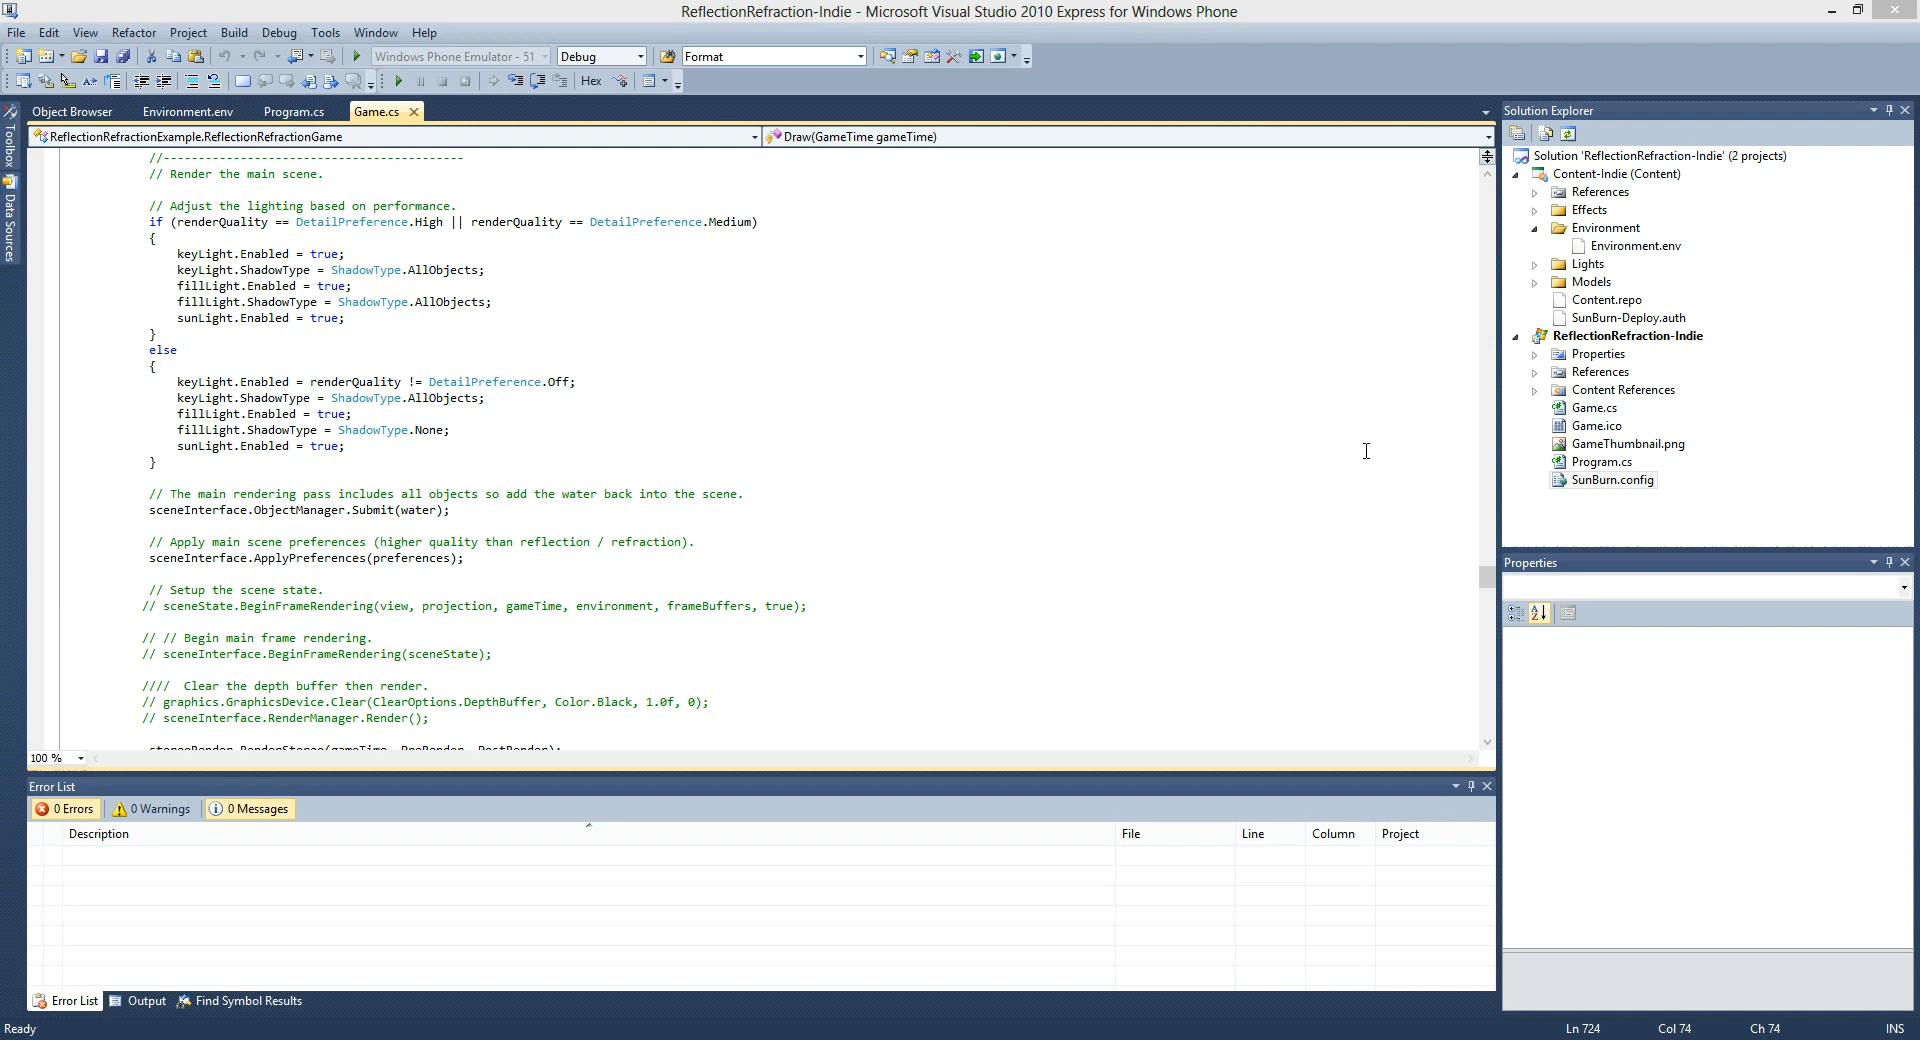 ReflectionRefraction-Indie - Microsoft Visual Studio 2010 Express for Windows Phone
File Edit View Refactor Project Build Debug Tools Data Window Help
Windows Phone Emulator - 51 Debug Format
Hex
Object Browser Environment.env Program.cs Game.cs
ReflectionRefractionExample.ReflectionRefractionGame Draw(GameTime gameTime)
Toolbox
Data Sources
//-------------------------------------------
// Render the main scene.
// Adjust the lighting based on performance.
if (renderQuality == DetailPreference.High || renderQuality == DetailPreference.Medium)
{
keyLight.Enabled = true;
keyLight.ShadowType = ShadowType.AllObjects;
fillLight.Enabled = true;
fillLight.ShadowType = ShadowType.AllObjects;
sunLight.Enabled = true;
}
else
{
keyLight.Enabled = renderQuality != DetailPreference.Off;
keyLight.ShadowType = ShadowType.AllObjects;
fillLight.Enabled = true;
fillLight.ShadowType = ShadowType.None;
sunLight.Enabled = true;
}
// The main rendering pass includes all objects so add the water back into the scene.
sceneInterface.ObjectManager.Submit(water);
// Apply main scene preferences (higher quality than reflection / refraction).
sceneInterface.ApplyPreferences(preferences);
// Setup the scene state.
// sceneState.BeginFrameRendering(view, projection, gameTime, environment, frameBuffers, true);
// // Begin main frame rendering.
// sceneInterface.BeginFrameRendering(sceneState);
//// Clear the depth buffer then render.
// graphics.GraphicsDevice.Clear(ClearOptions.DepthBuffer, Color.Black, 1.0f, 0);
// sceneInterface.RenderManager.Render();
stereoRender.RenderStereo(gameTime, PreRender, PostRender);
100 %
Error List
0 Errors 0 Warnings 0 Messages
Description File Line Column Project
Error List Output Find Symbol Results
Solution Explorer
Solution 'ReflectionRefraction-Indie' (2 projects)
Content-Indie (Content)
References
Effects
Environment
Environment.env
Lights
Models
Content.repo
SunBurn-Deploy.auth
ReflectionRefraction-Indie
Properties
References
Content References
Game.cs
Game.ico
GameThumbnail.png
Program.cs
SunBurn.config
Properties
Ready Ln 724 Col 74 Ch 74 INS